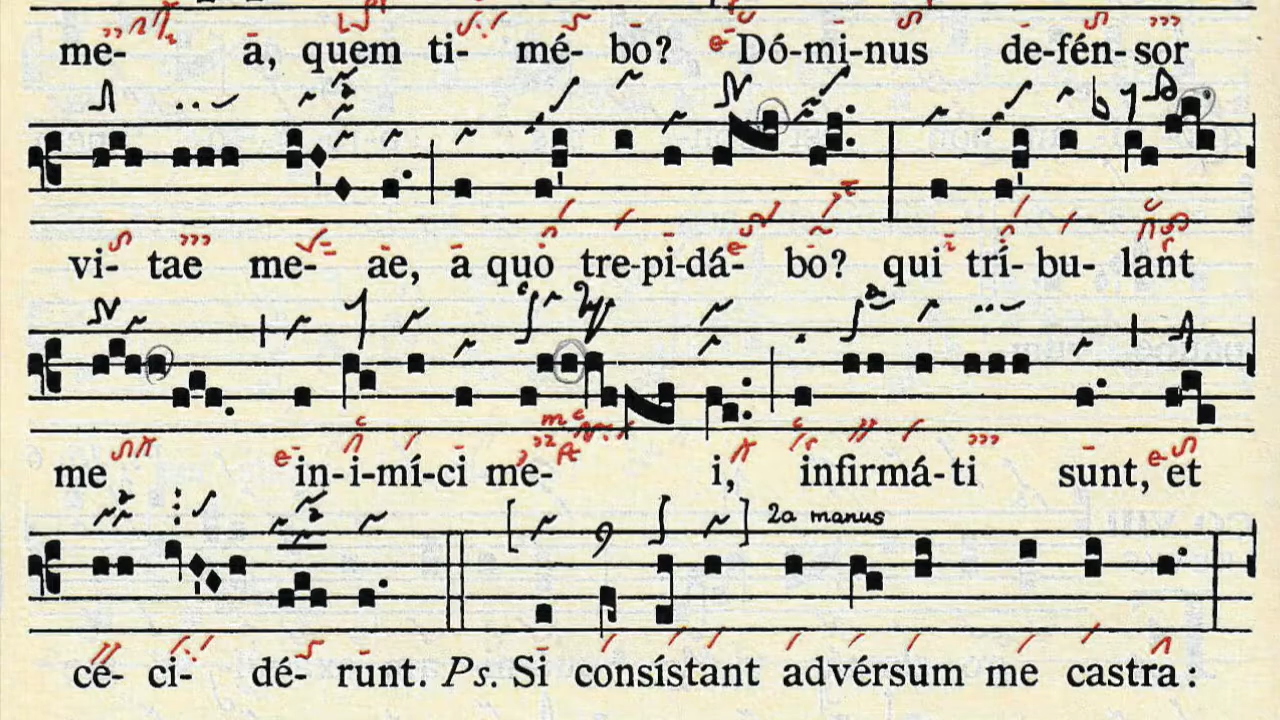 me- a, quem ti- mé- bo? Dó-mi-nus de-fén-sor
vi- tae me- ae, a quo tre-pi-dá- bo? qui trí- bu- lant
me in-i-mí-ci me- i, infirmá-ti sunt, et
2a manus
ce- ci- dé- runt. Ps. Si consístant advérsum me castra :